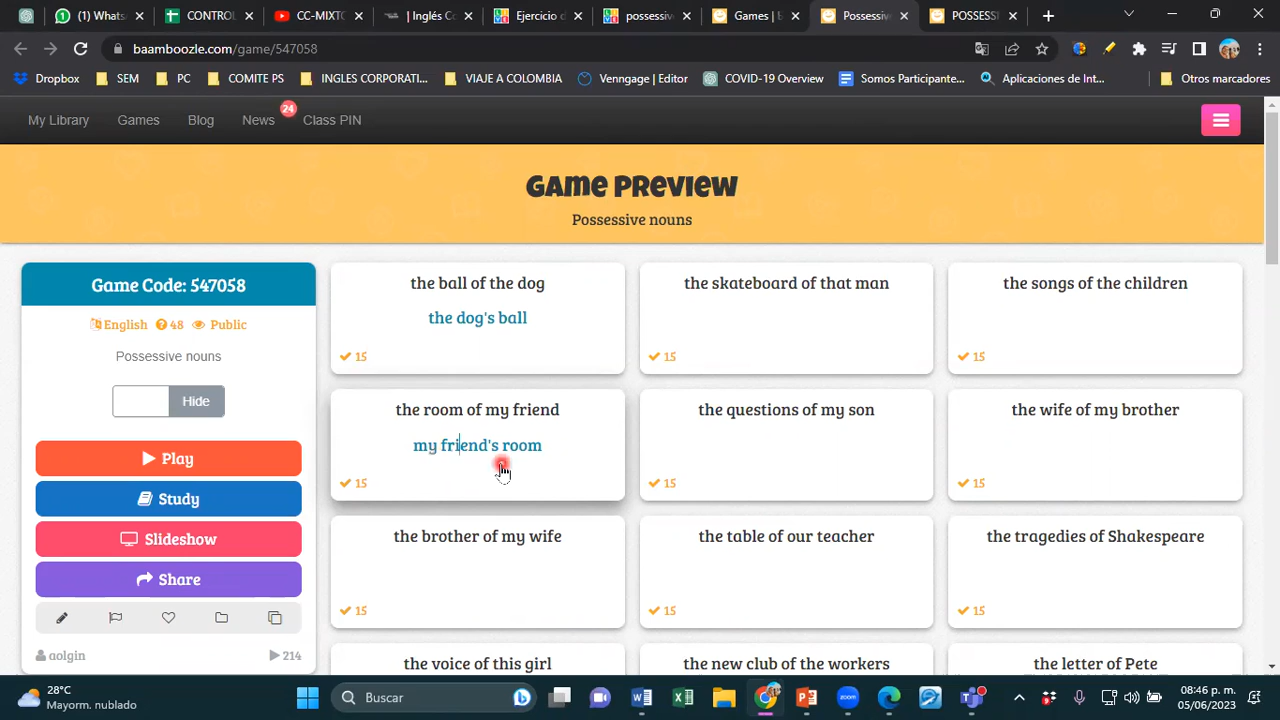 (Whats
CONTROL
CC-MIXTO
| Inglés C
Ejercicio d
possessiv
Games | B
Possessiv
POSSESSI
baamboozle.com/game/547058
Dropbox
SEM
PC
COMITE PS
INGLES CORPORATI...
VIAJE A COLOMBIA
Venngage | Editor
COVID-19 Overview
Somos Participante...
Aplicaciones de Int...
Otros marcadores
My Library
Games
Blog
News
24
Class PIN
Game Preview
Possessive nouns
Game Code: 547058
English 48 Public
Possessive nouns
Hide
Play
Study
Slideshow
Share
aolgin
214
the ball of the dog
the dog's ball
15
the skateboard of that man
15
the songs of the children
15
the room of my friend
my friend's room
15
the questions of my son
15
the wife of my brother
15
the brother of my wife
15
the table of our teacher
15
the tragedies of Shakespeare
15
the voice of this girl
the new club of the workers
the letter of Pete
28°C
Mayorm. nublado
Buscar
08:46 p. m.
05/06/2023